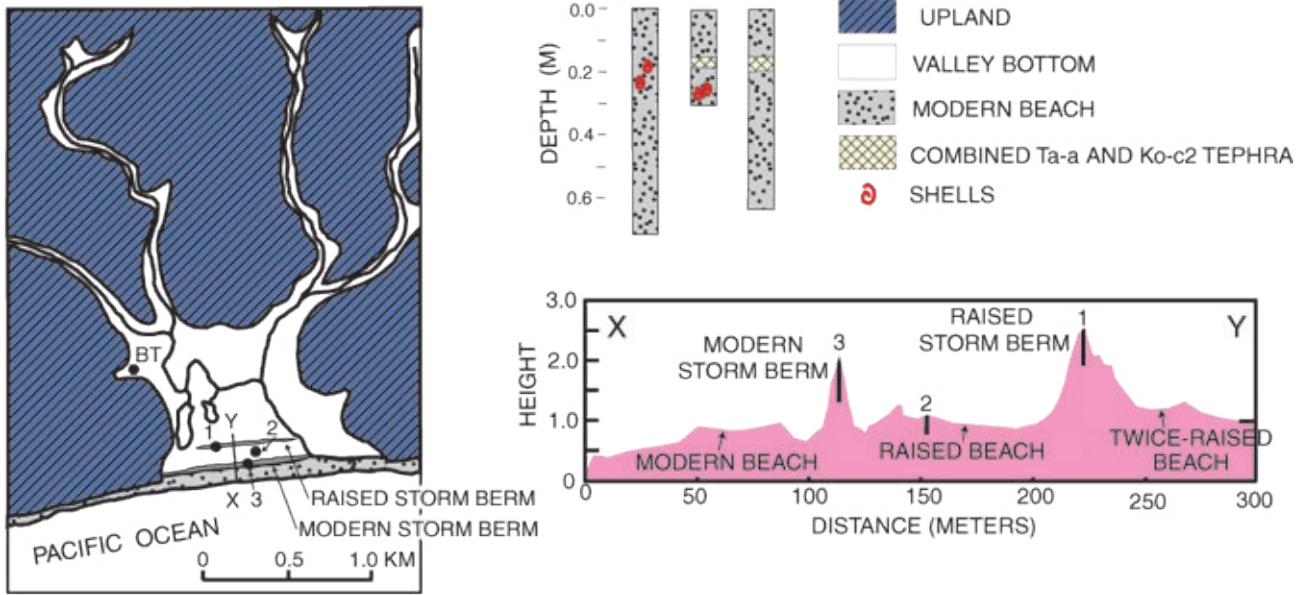 BT
Y
1
2
X
3
RAISED STORM BERM
MODERN STORM BERM
PACIFIC OCEAN
0
0.5
1.0 KM
DEPTH (M)
0.0
0.2
0.4
0.6
UPLAND
VALLEY BOTTOM
MODERN BEACH
COMBINED Ta-a AND Ko-c2 TEPHRA
SHELLS
HEIGHT
3.0
2.0
1.0
0
X
Y
MODERN
STORM BERM
3
RAISED
STORM BERM
1
2
MODERN BEACH
RAISED BEACH
TWICE-RAISED
BEACH
0
50
100
150
200
250
300
DISTANCE (METERS)